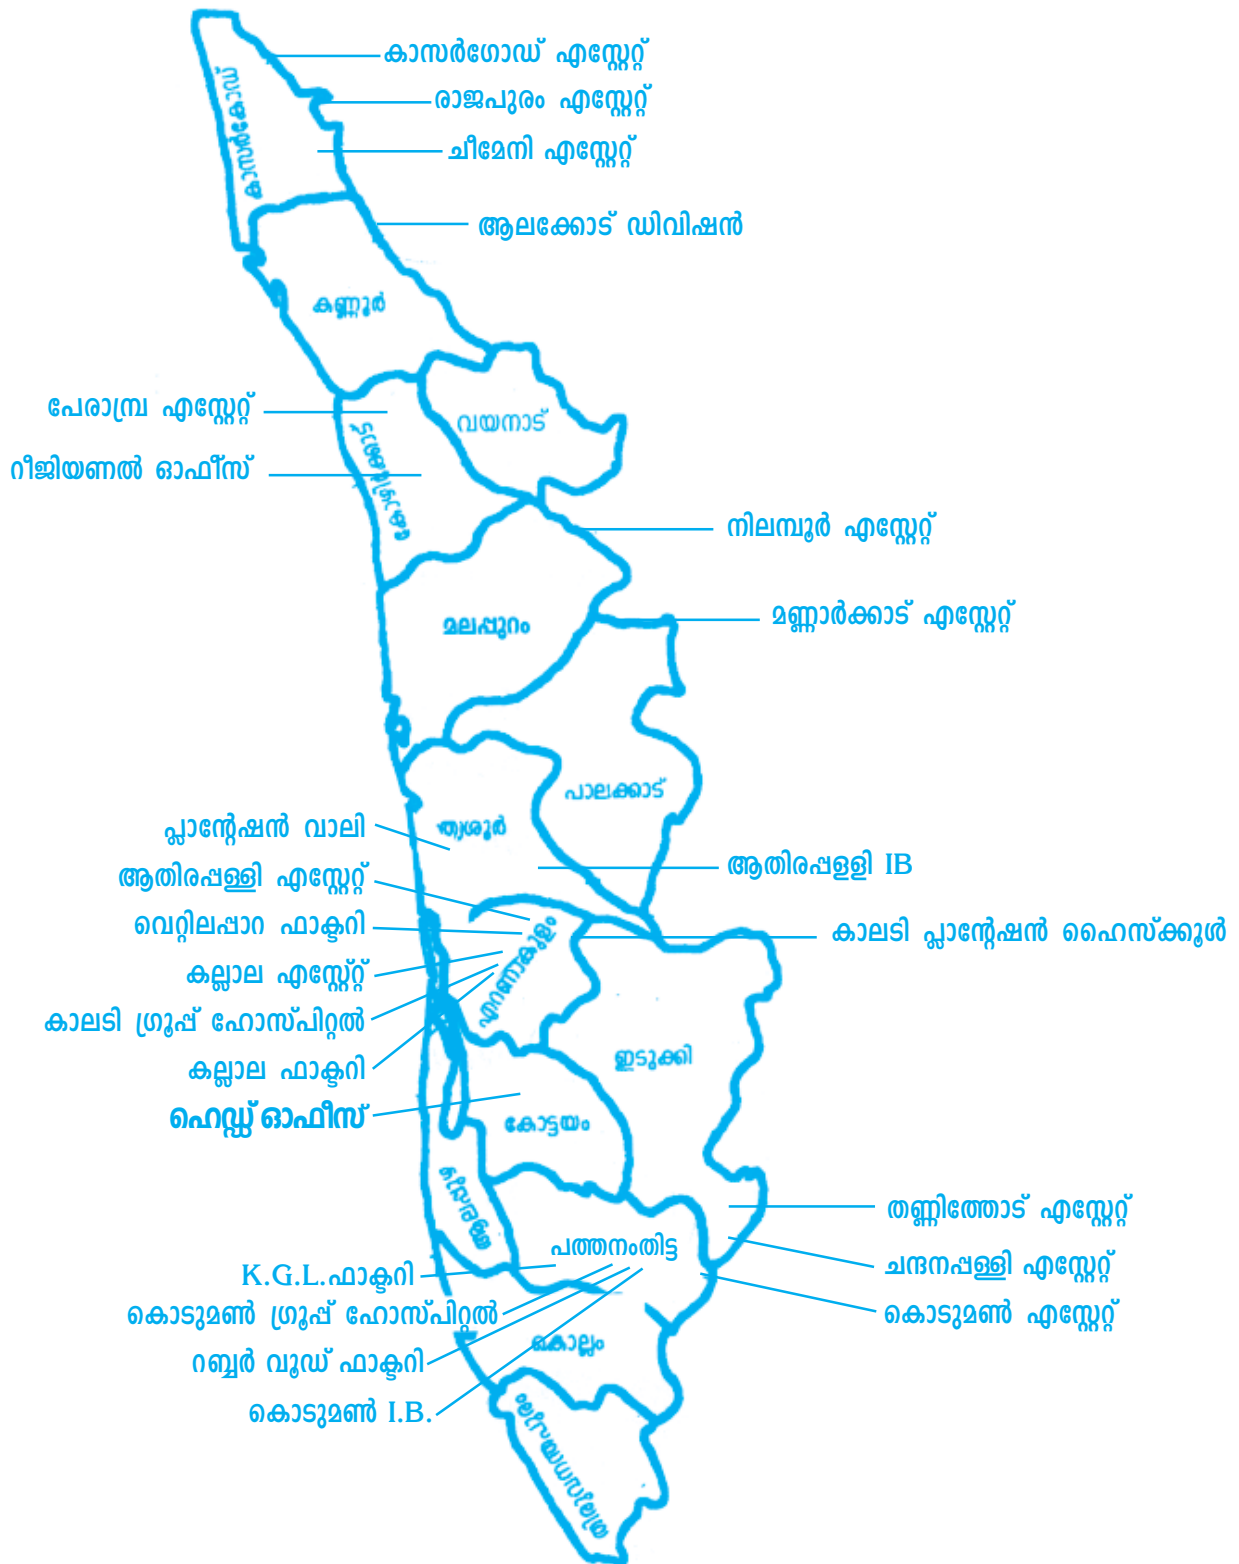 കാസർഗോഡ് എസ്റ്റേറ്റ്
രാജപുരം എസ്റ്റേറ്റ്
ചീമേനി എസ്റ്റേറ്റ്
കാസർകോഡ്
ആലക്കോട് ഡിവിഷൻ
കണ്ണൂർ
പേരാമ്പ്ര എസ്റ്റേറ്റ്
വയനാട്
റീജിയണൽ ഓഫീസ്
കോഴിക്കോട്
നിലമ്പൂർ എസ്റ്റേറ്റ്
മണ്ണാർക്കാട് എസ്റ്റേറ്റ്
മലപ്പുറം
പാലക്കാട്
പ്ലാന്റേഷൻ വാലി
തൃശൂർ
ആതിരപ്പള്ളി എസ്റ്റേറ്റ്
ആതിരപ്പളളി IB
വെറ്റിലപ്പാറ ഫാക്ടറി
കാലടി പ്ലാന്റേഷൻ ഹൈസ്ക്കൂൾ
എറണാകുളം
കല്ലാല എസ്റ്റേ്റ്
കാലടി ഗ്രൂപ്പ് ഹോസ്പിറ്റൽ
കല്ലാല ഫാക്ടറി
ഇടുക്കി
ഹെഡ്ഡ് ഓഫീസ്
കോട്ടയം
തണ്ണിത്തോട് എസ്റ്റേറ്റ്
പത്തനംതിട്ട
ചന്ദനപ്പള്ളി എസ്റ്റേറ്റ്
K.G.L.ഫാക്ടറി
കൊടുമൺ ഗ്രൂപ്പ് ഹോസ്പിറ്റൽ
കൊടുമൺ എസ്റ്റേറ്റ്
കൊല്ലം
റബ്ബർ വുഡ് ഫാക്ടറി
കൊടുമൺ I.B.